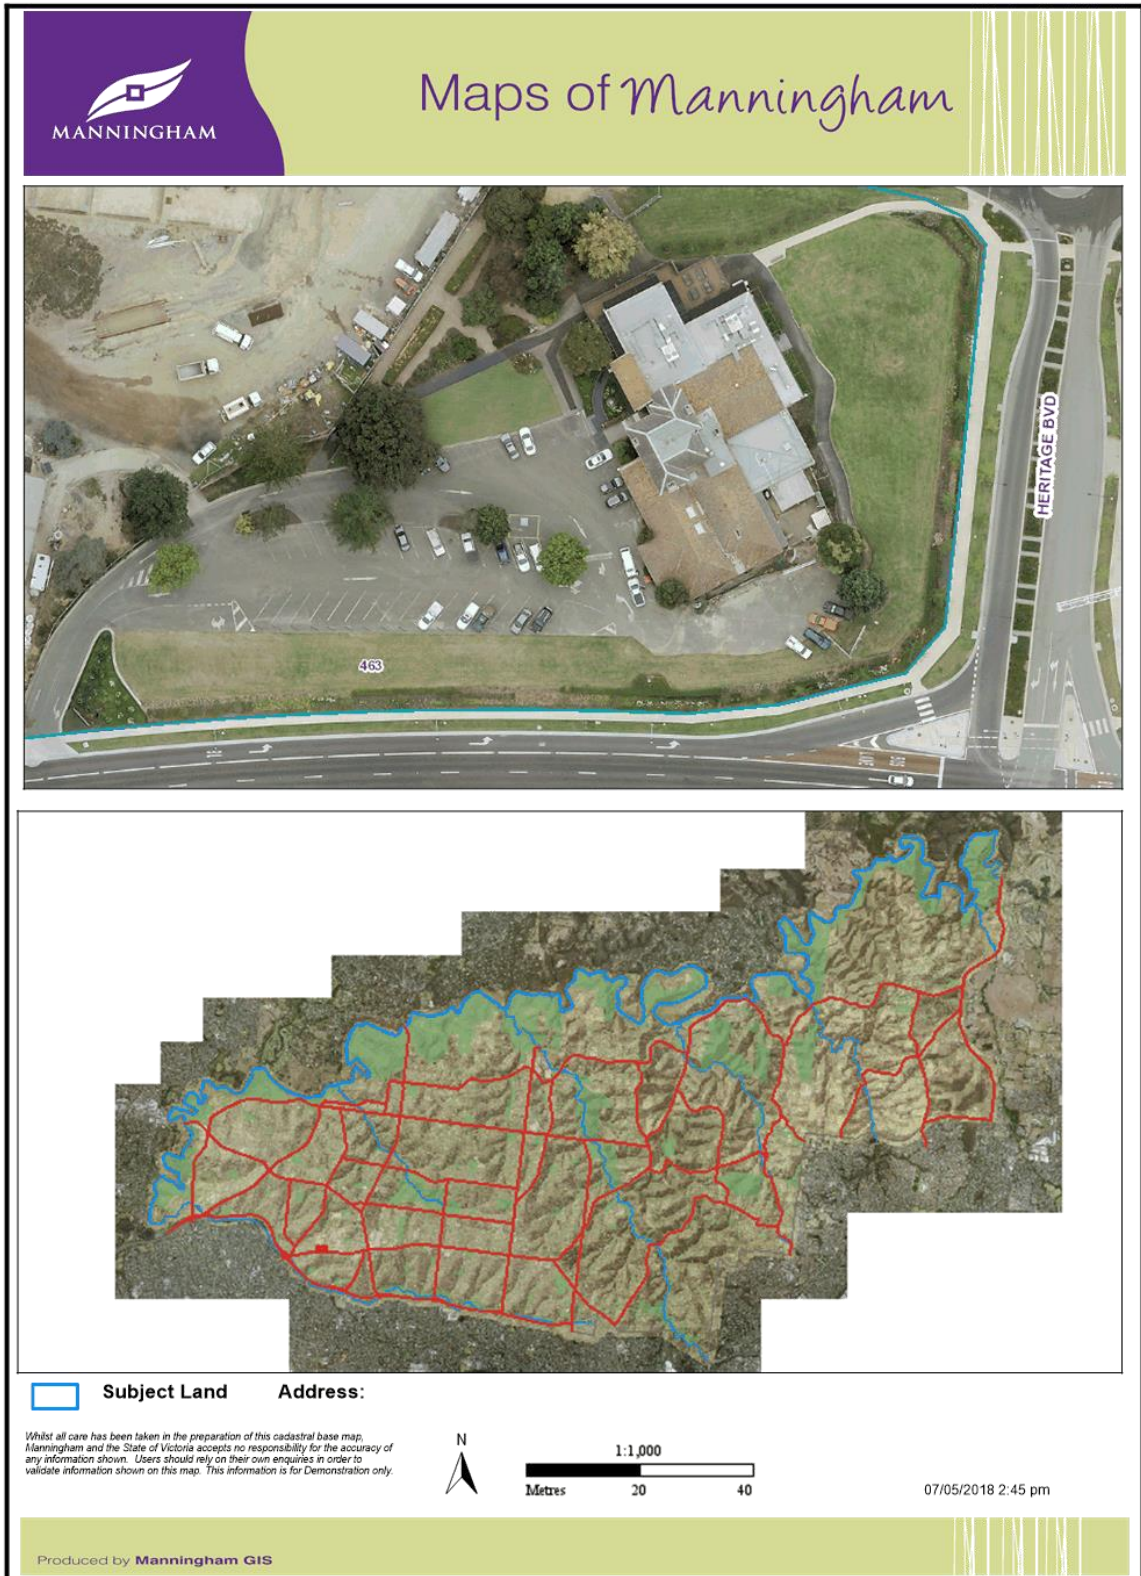 MANNINGHAM
Maps of Manningham
HERITAGE BVD
463
Subject Land Address:
Whilst all care has been taken in the preparation of this cadastral base map,
Manningham and the State of Victoria accepts no responsibility for the accuracy of
any information shown. Users should rely on their own enquiries in order to
validate information shown on this map. This information is for Demonstration only.
N
1:1,000
Metres 20 40
07/05/2018 2:45 pm
Produced by Manningham GIS